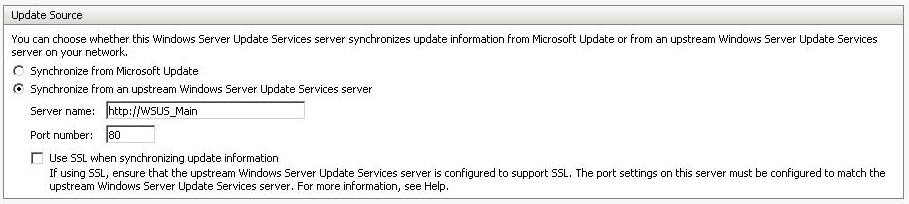 Update Source
You can choose whether this Windows Server Update Services server synchronizes update information from Microsoft Update or from an upstream Windows Server Update Services
server on your network.
Synchronize from Microsoft Update
Synchronize from an upstream Windows Server Update Services server
Server name: http://WSUS_Main
Port number: 80
Use SSL when synchronizing update information
If using SSL, ensure that the upstream Windows Server Update Services server is configured to support SSL. The port settings on this server must be configured to match the
upstream Windows Server Update Services server. For more information, see Help.